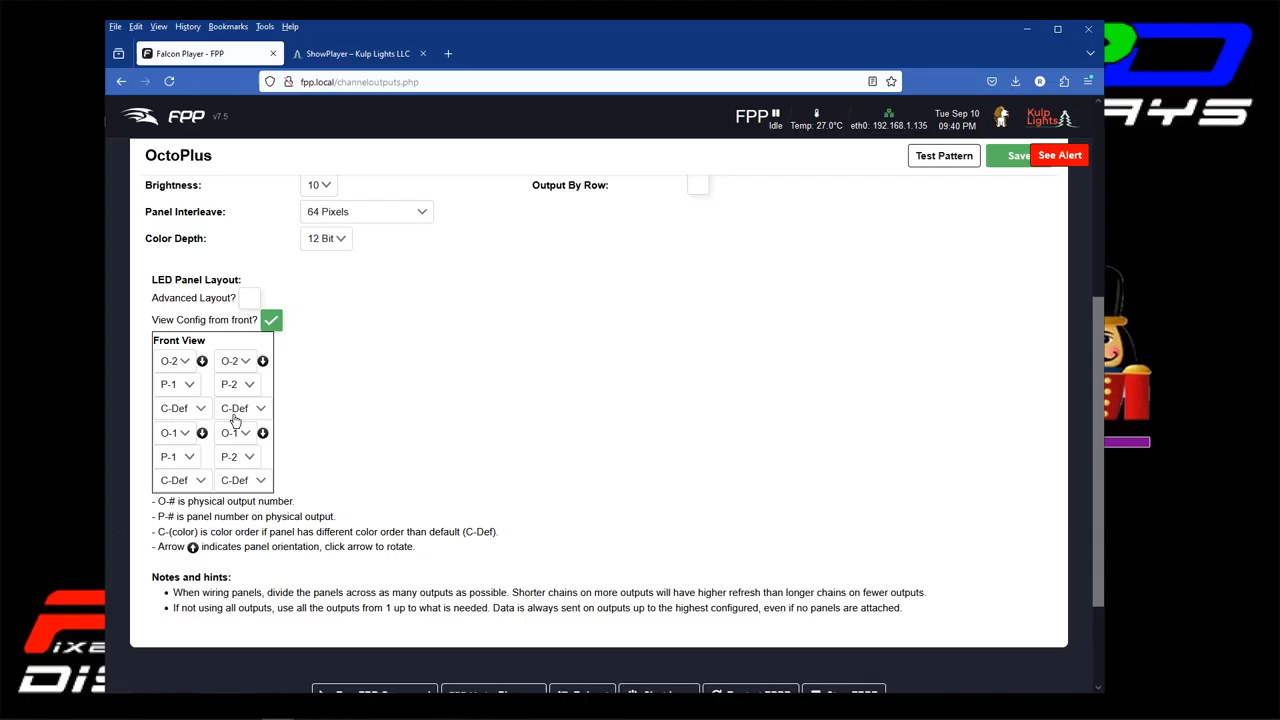 File Edit View History Bookmarks Tools Help
Falcon Player - FPP
ShowPlayer – Kulp Lights LLC
fpp.local/channeloutputs.php
FPP v7.5
FPP
Idle
Temp: 27.0°C
eth0: 192.168.1.135
Tue Sep 10
09:40 PM
Kulp
Lights
OctoPlus
Test Pattern
Save
See Alert
Brightness: 10
Output By Row:
Panel Interleave: 64 Pixels
Color Depth: 12 Bit
LED Panel Layout:
Advanced Layout?
View Config from front?
Front View
O-2 O-2
P-1 P-2
C-Def C-Def
O-1 O-1
P-1 P-2
C-Def C-Def
- O-# is physical output number.
- P-# is panel number on physical output.
- C-(color) is color order if panel has different color order than default (C-Def).
- Arrow indicates panel orientation, click arrow to rotate.
Notes and hints:
When wiring panels, divide the panels across as many outputs as possible. Shorter chains on more outputs will have higher refresh than longer chains on fewer outputs.
If not using all outputs, use all the outputs from 1 up to what is needed. Data is always sent on outputs up to the highest configured, even if no panels are attached.